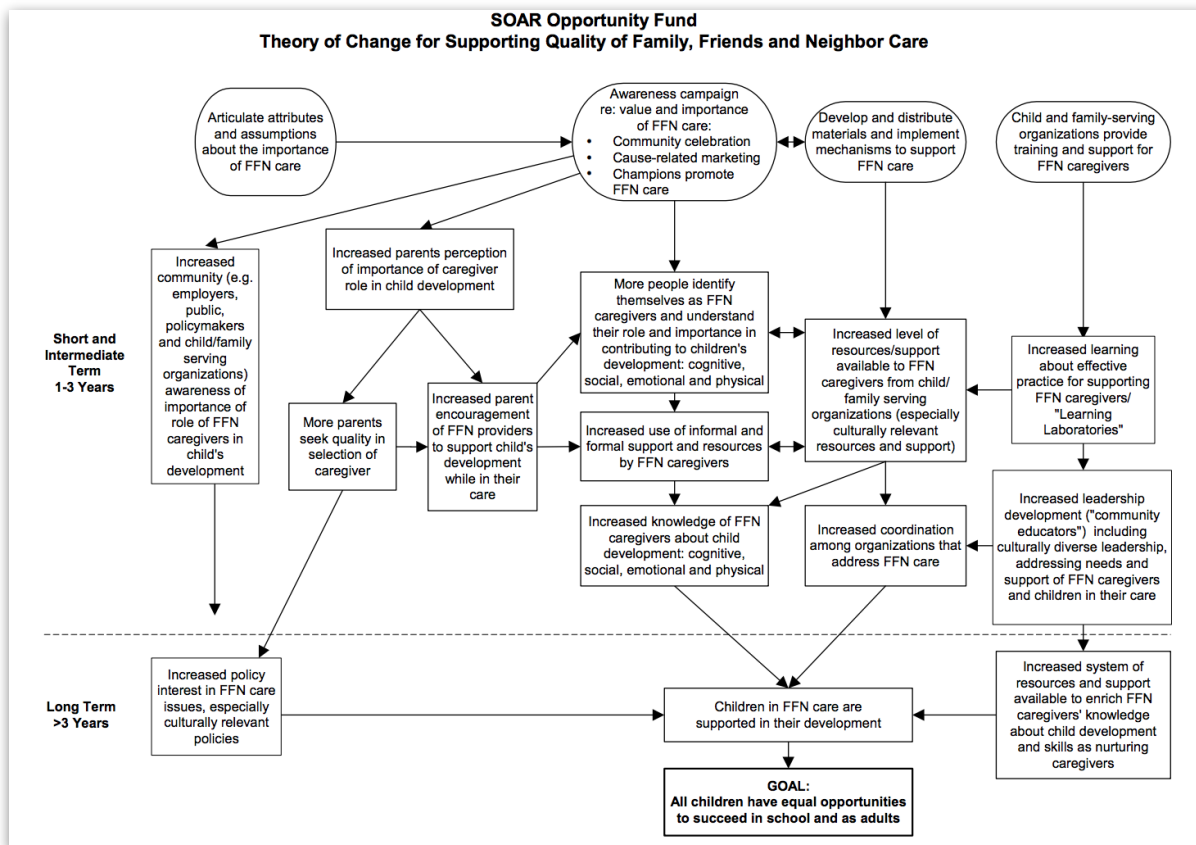 SOAR Opportunity Fund
Theory of Change for Supporting Quality of Family, Friends and Neighbor Care
Articulate attributes
and assumptions
about the importance
of FFN care
Awareness campaign
re: value and importance
of FFN care:
• Community celebration
• Cause-related marketing
• Champions promote
FFN care
Develop and distribute
materials and implement
mechanisms to support
FFN care
Child and family-serving
organizations provide
training and support for
FFN caregivers
Short and
Intermediate
Term
1-3 Years
Increased
community (e.g.
employers,
public,
policymakers
and child/family
serving
organizations)
awareness of
importance of
role of FFN
caregivers in
child's
development
Increased parents perception
of importance of caregiver
role in child development
More parents
seek quality in
selection of
caregiver
Increased parent
encouragement
of FFN providers
to support child's
development
while in their
care
More people identify
themselves as FFN
caregivers and understand
their role and importance in
contributing to children's
development: cognitive,
social, emotional and physical
Increased use of informal and
formal support and resources
by FFN caregivers
Increased knowledge of FFN
caregivers about child
development: cognitive,
social, emotional and physical
Increased level of
resources/support
available to FFN
caregivers from child/
family serving
organizations (especially
culturally relevant
resources and support)
Increased coordination
among organizations that
address FFN care
Increased learning
about effective
practice for supporting
FFN caregivers/
"Learning
Laboratories"
Increased leadership
development ("community
educators") including
culturally diverse leadership,
addressing needs and
support of FFN caregivers
and children in their care
Long Term
>3 Years
Increased policy
interest in FFN care
issues, especially
culturally relevant
policies
Children in FFN care are
supported in their development
Increased system of
resources and support
available to enrich FFN
caregivers' knowledge
about child development
and skills as nurturing
caregivers
GOAL:
All children have equal opportunities
to succeed in school and as adults